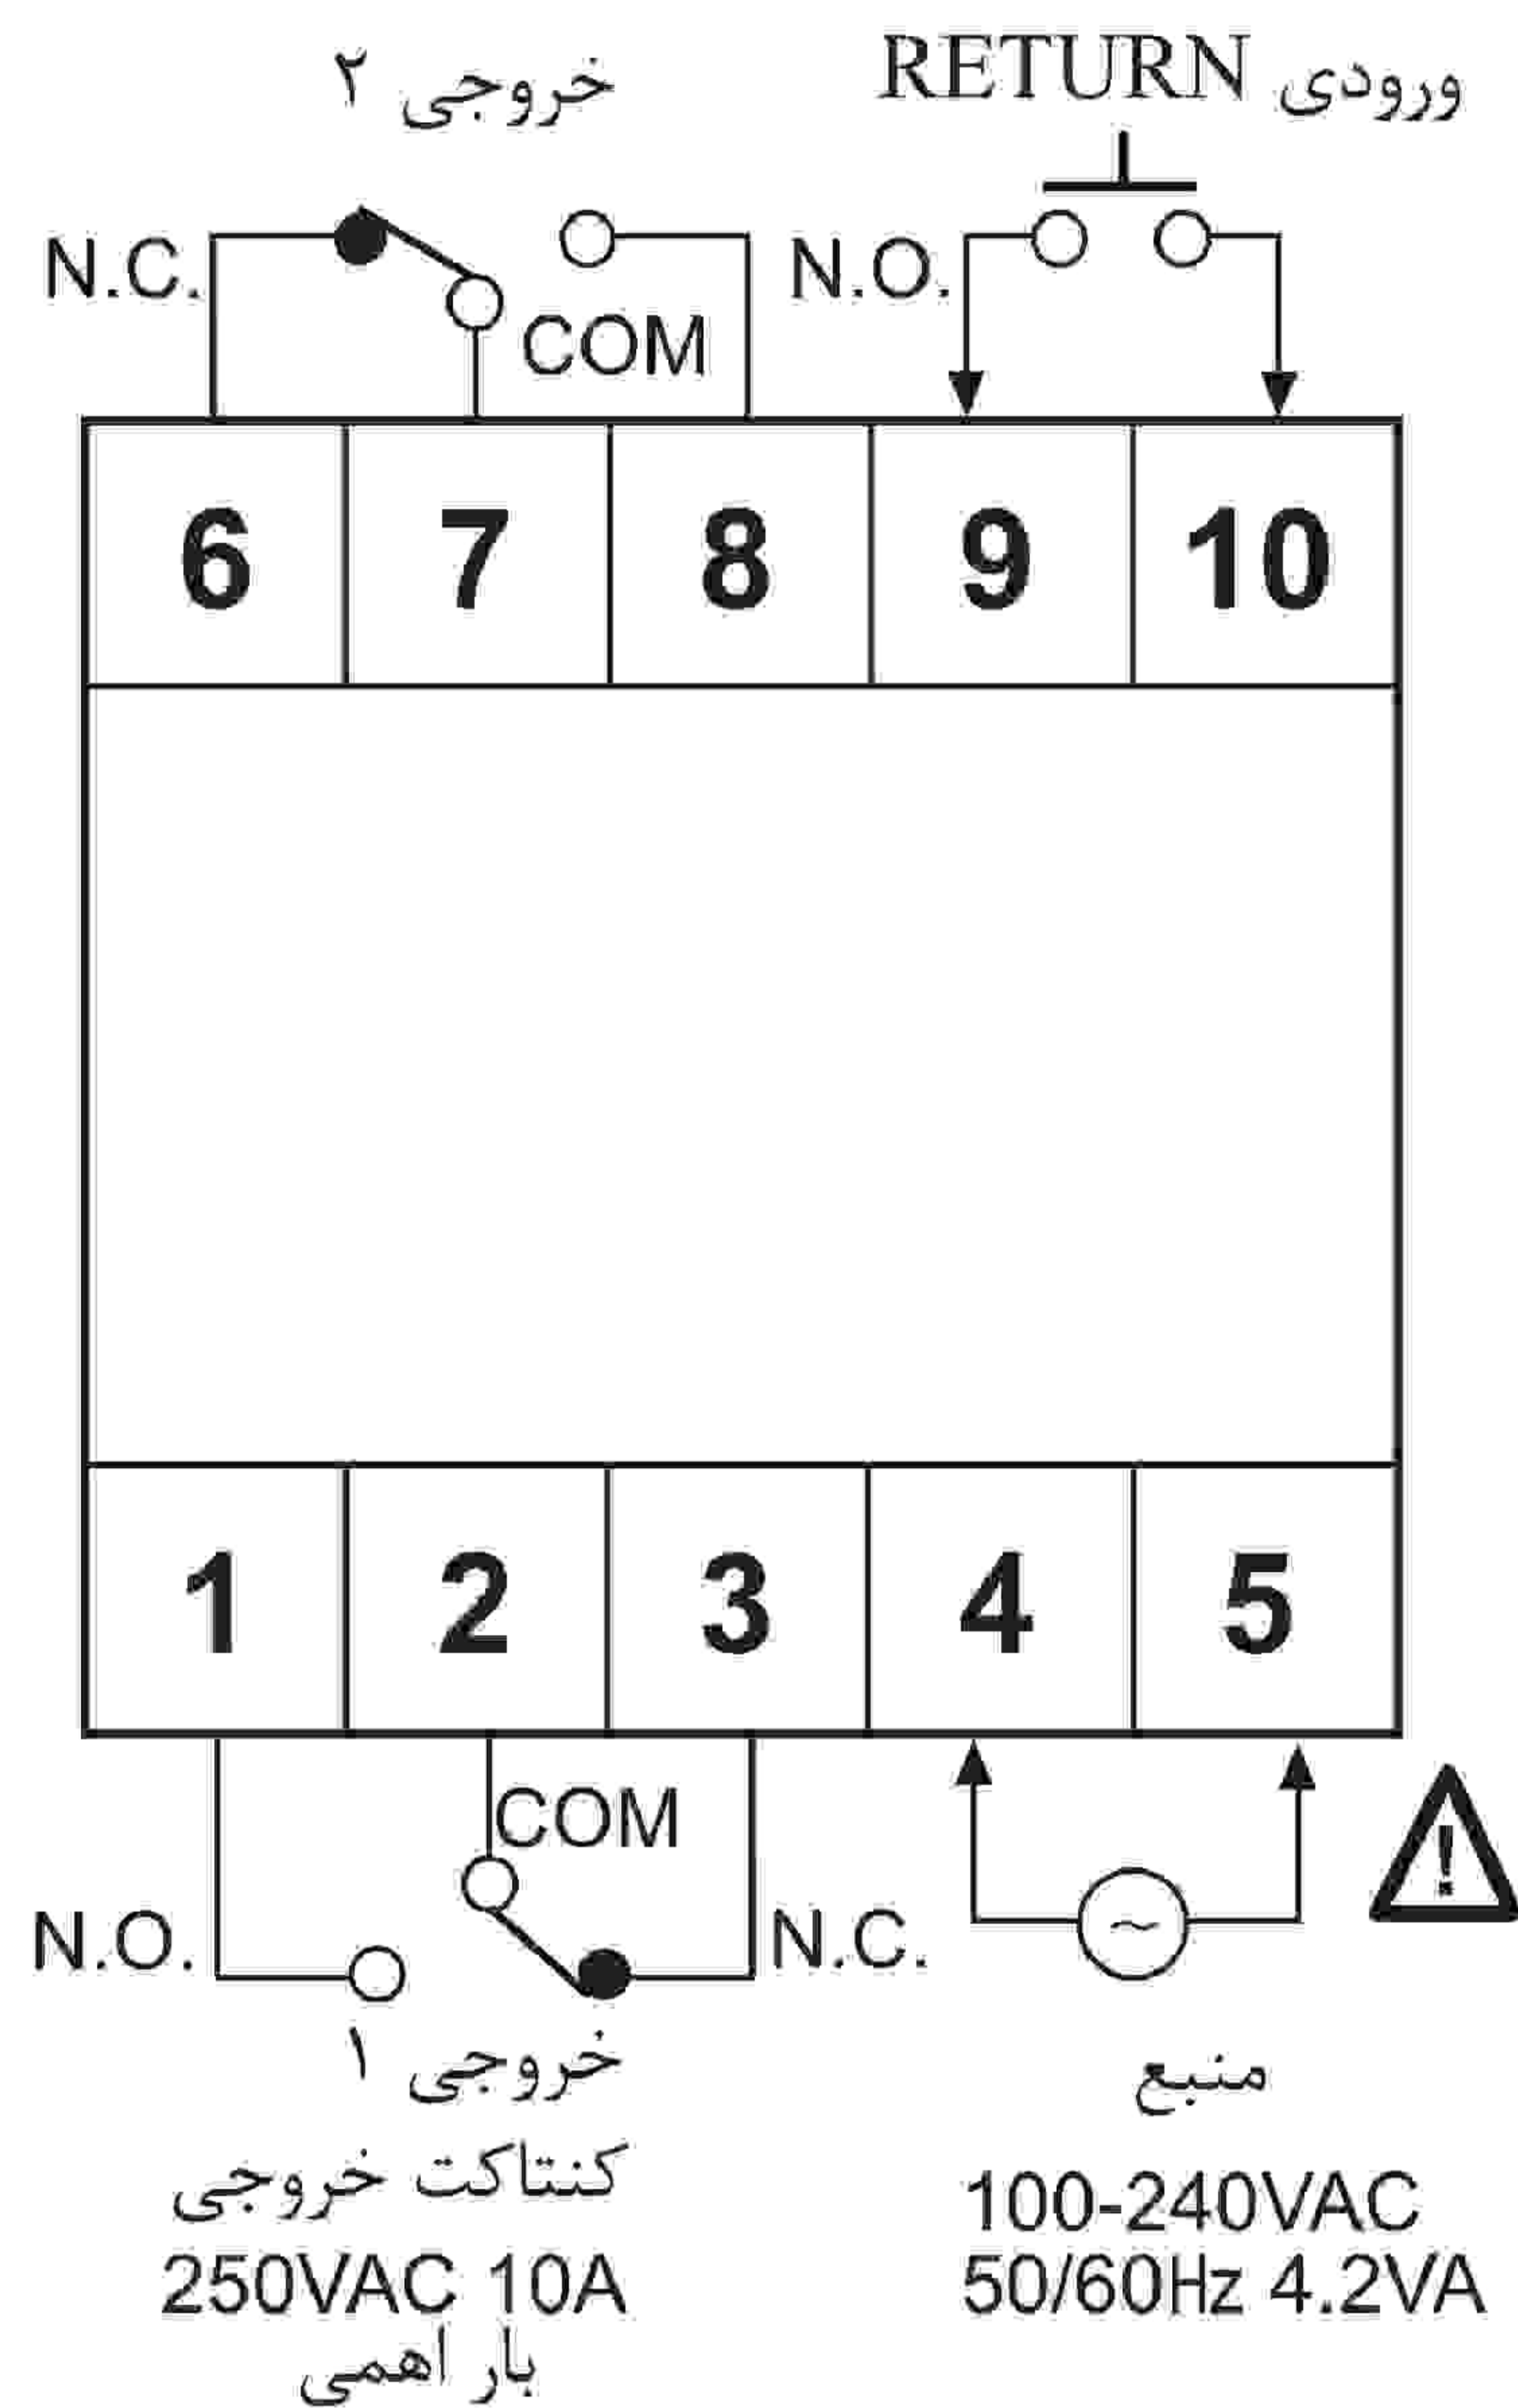 خروجی ۲
ورودی RETURN
N.C.
COM
N.O.
6 7 8 9 10
1 2 3 4 5
COM
N.O.
N.C.
!
~
خروجی ۱
کنتاکت خروجی
250VAC 10A
بار اهمی
منبع
100-240VAC
50/60Hz 4.2VA